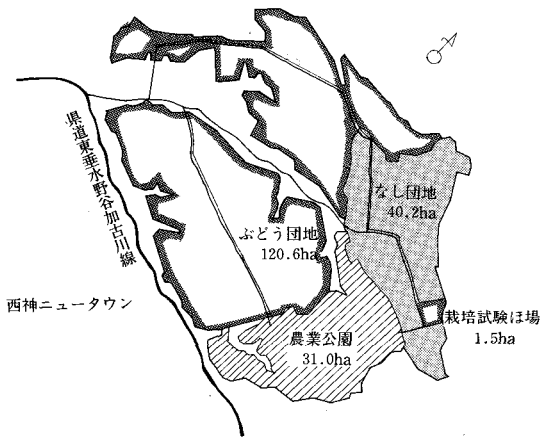 県道東垂水野谷加古川線
なし団地
40.2ha
ぶどう団地
120.6ha
西神ニュータウン
農業公園
31.0ha
栽培試験ほ場
1.5ha